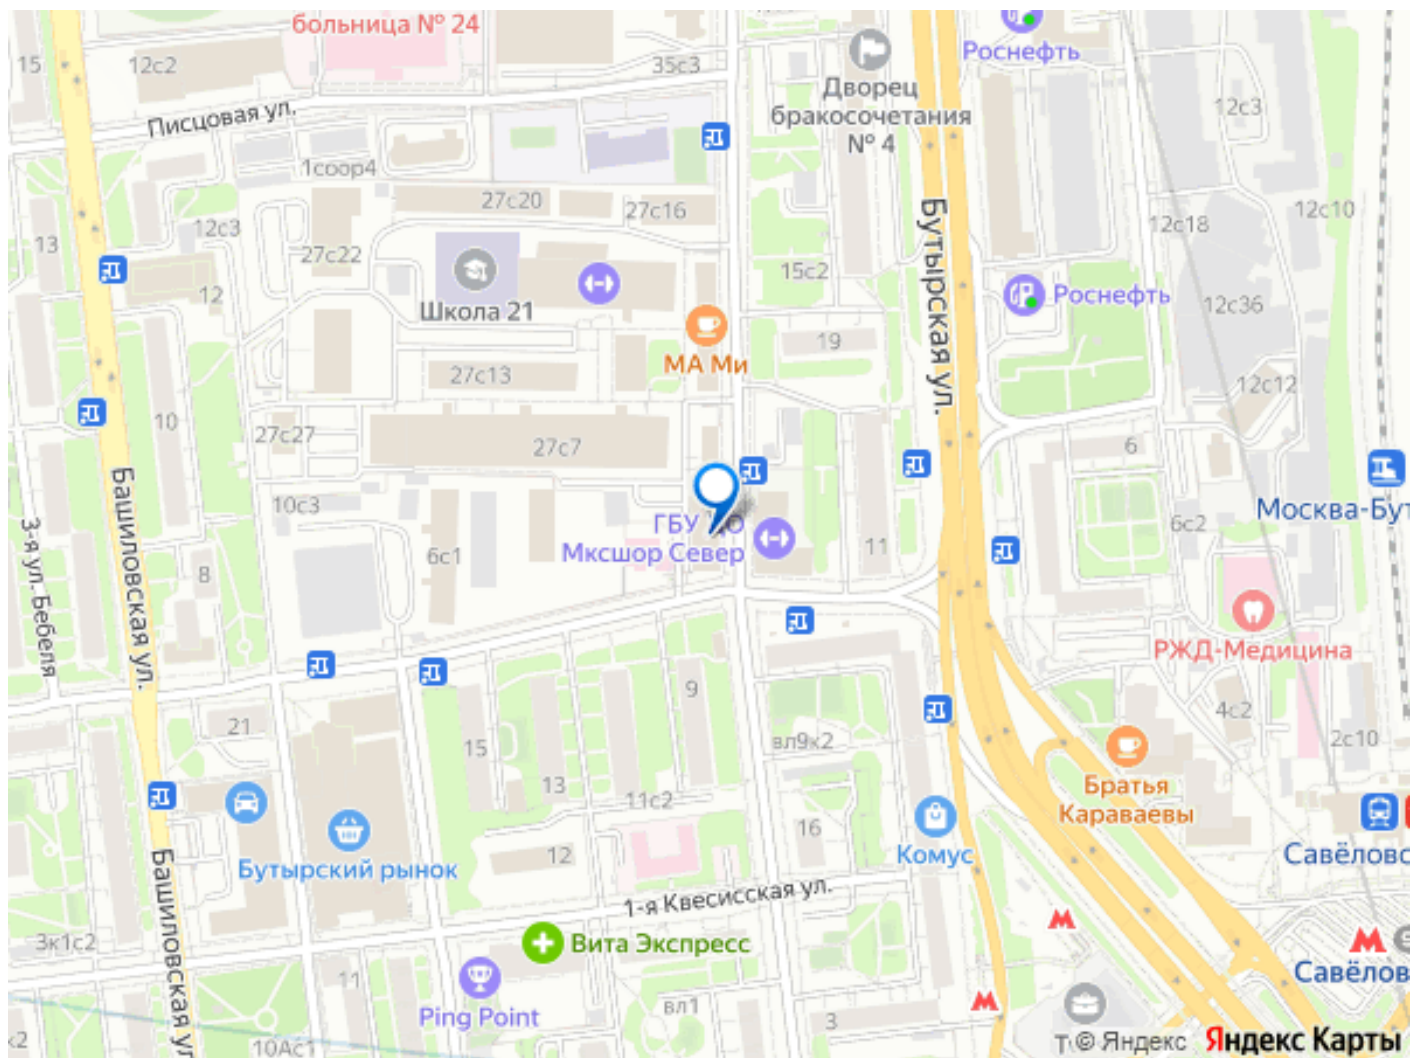 больница № 24
15
12с2
35с3
Роснефть
Дворец
бракосочетания
№ 4
12с3
Писцовая ул.
1соор4
27с20
27с16
12с3
13
27с22
12с18
12с10
Бутырская ул.
15с2
12
Школа 21
Роснефть
12с36
19
МА Ми
27с13
12с12
10
27с27
27с7
6
Башиловская ул.
10с3
Москва-Бут
3-я ул. Бебеля
ГБУ
Мксшор Север
6с2
6с1
11
8
РЖД-Медицина
9
4с2
21
15
вл9к2
2с10
13
11с2
Братья
Караваевы
16
Комус
Савёловс
Бутырский рынок
12
Башиловская ул
1-я Квесисская ул.
3к1с2
Вита Экспресс
М
М
Савёлов
11
М
Ping Point
вл1
3
к2
10Ас1
© Яндекс
Яндекс Карты